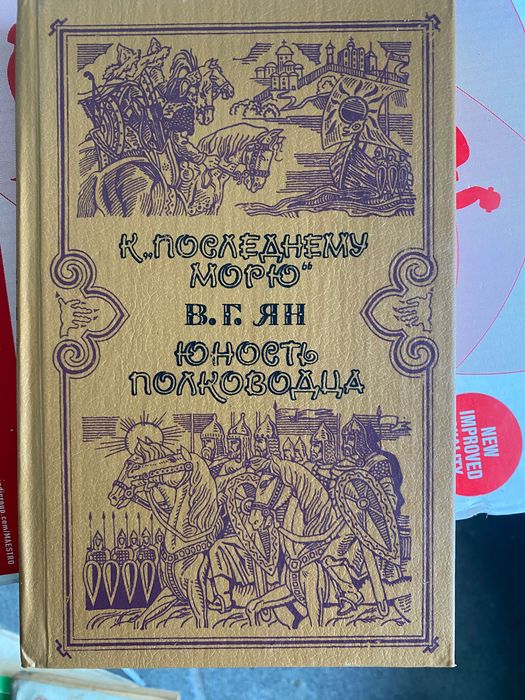 К „ПОСЛЕДНЕМУ
МОРЮ“
В. Г. ЯН
ЮНОСТЬ
ПОЛКОВОДЦА
NEW
IMPROVED